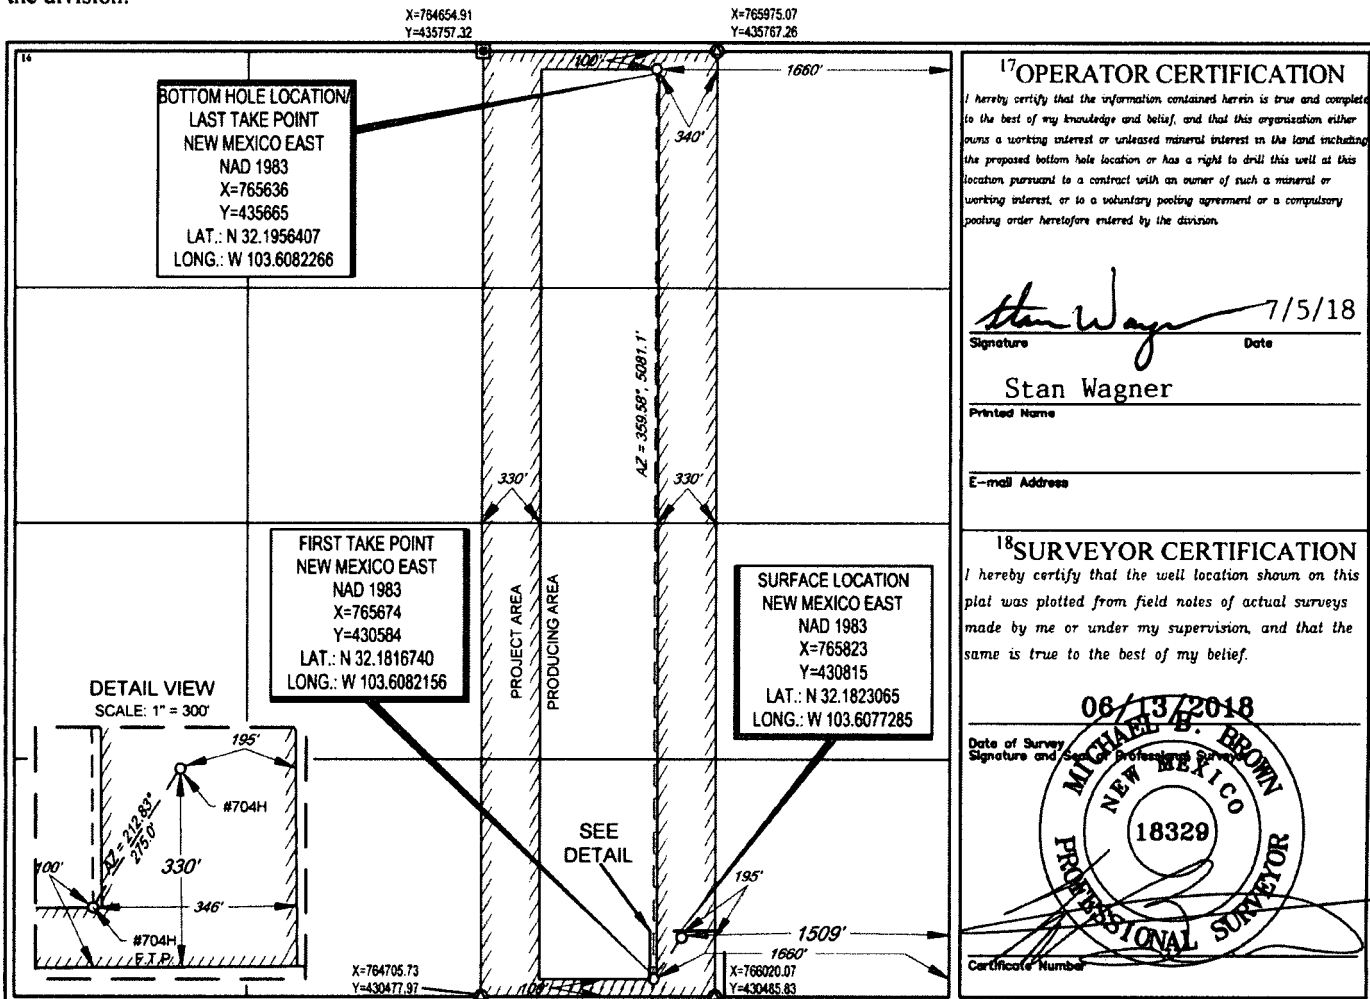 the division.
X=764654.91
Y=435757.32
X=765975.07
Y=435767.26
16
100'
1660'
340'
BOTTOM HOLE LOCATION/
LAST TAKE POINT
NEW MEXICO EAST
NAD 1983
X=765636
Y=435665
LAT.: N 32.1956407
LONG.: W 103.6082266
AZ = 359.58°, 5081.1'
330'
330'
PROJECT AREA
PRODUCING AREA
FIRST TAKE POINT
NEW MEXICO EAST
NAD 1983
X=765674
Y=430584
LAT.: N 32.1816740
LONG.: W 103.6082156
SURFACE LOCATION
NEW MEXICO EAST
NAD 1983
X=765823
Y=430815
LAT.: N 32.1823065
LONG.: W 103.6077285
DETAIL VIEW
SCALE: 1" = 300'
195'
#704H
AZ = 212.83°
275.0'
330'
100'
346'
#704H
F.T.P.
SEE
DETAIL
195'
1509'
1660'
100'
X=764705.73
Y=430477.97
X=766020.07
Y=430485.83
17 OPERATOR CERTIFICATION
I hereby certify that the information contained herein is true and complete
to the best of my knowledge and belief, and that this organization either
owns a working interest or unleased mineral interest in the land including
the proposed bottom hole location or has a right to drill this well at this
location pursuant to a contract with an owner of such a mineral or
working interest, or to a voluntary pooling agreement or a compulsory
pooling order heretofore entered by the division.
Stan Wagner 7/5/18
Signature Date
Stan Wagner
Printed Name
E-mail Address
18 SURVEYOR CERTIFICATION
I hereby certify that the well location shown on this
plat was plotted from field notes of actual surveys
made by me or under my supervision, and that the
same is true to the best of my belief.
06/13/2018
Date of Survey
Signature and Seal of Professional Surveyor
MICHAEL B. BROWN
NEW MEXICO
18329
PROFESSIONAL SURVEYOR
Certificate Number